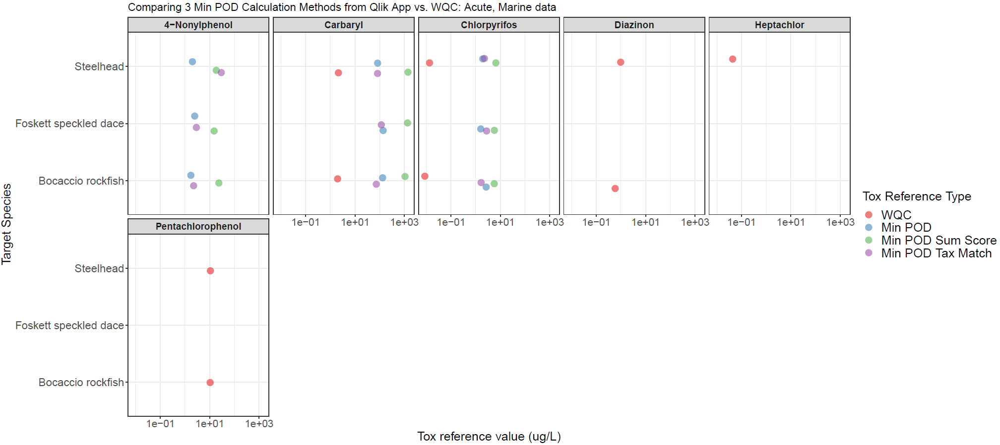 Comparing 3 Min POD Calculation Methods from Qlik App vs. WQC: Acute, Marine data
4−Nonylphenol
Carbaryl
Chlorpyrifos
Diazinon
Heptachlor
Steelhead
Foskett speckled dace
Bocaccio rockfish
1e−01 1e+01 1e+03
1e−01 1e+01 1e+03
1e−01 1e+01 1e+03
1e−01 1e+01 1e+03
Pentachlorophenol
Steelhead
Foskett speckled dace
Bocaccio rockfish
1e−01 1e+01 1e+03
Target Species
Tox reference value (ug/L)
Tox Reference Type
WQC
Min POD
Min POD Sum Score
Min POD Tax Match